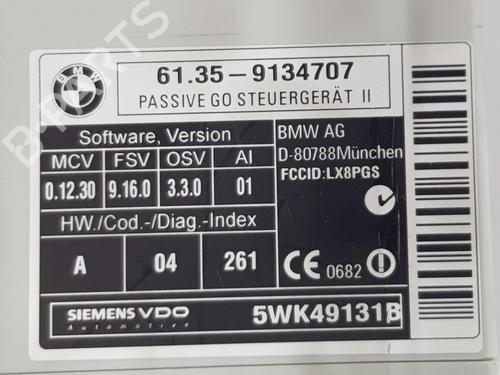 BMW
61.35-9134707
PASSIVE GO STEUERGERÄT II
Software, Version
MCV FSV OSV AI
0.12.30 9.16.0 3.3.0 01
HW./Cod.-/Diag.-Index
A 04 261
BMW AG
D-80788München
FCCID:LX8PGS
CE 0682
SIEMENS VDO
Automotive
5WK49131B
B-PARTS